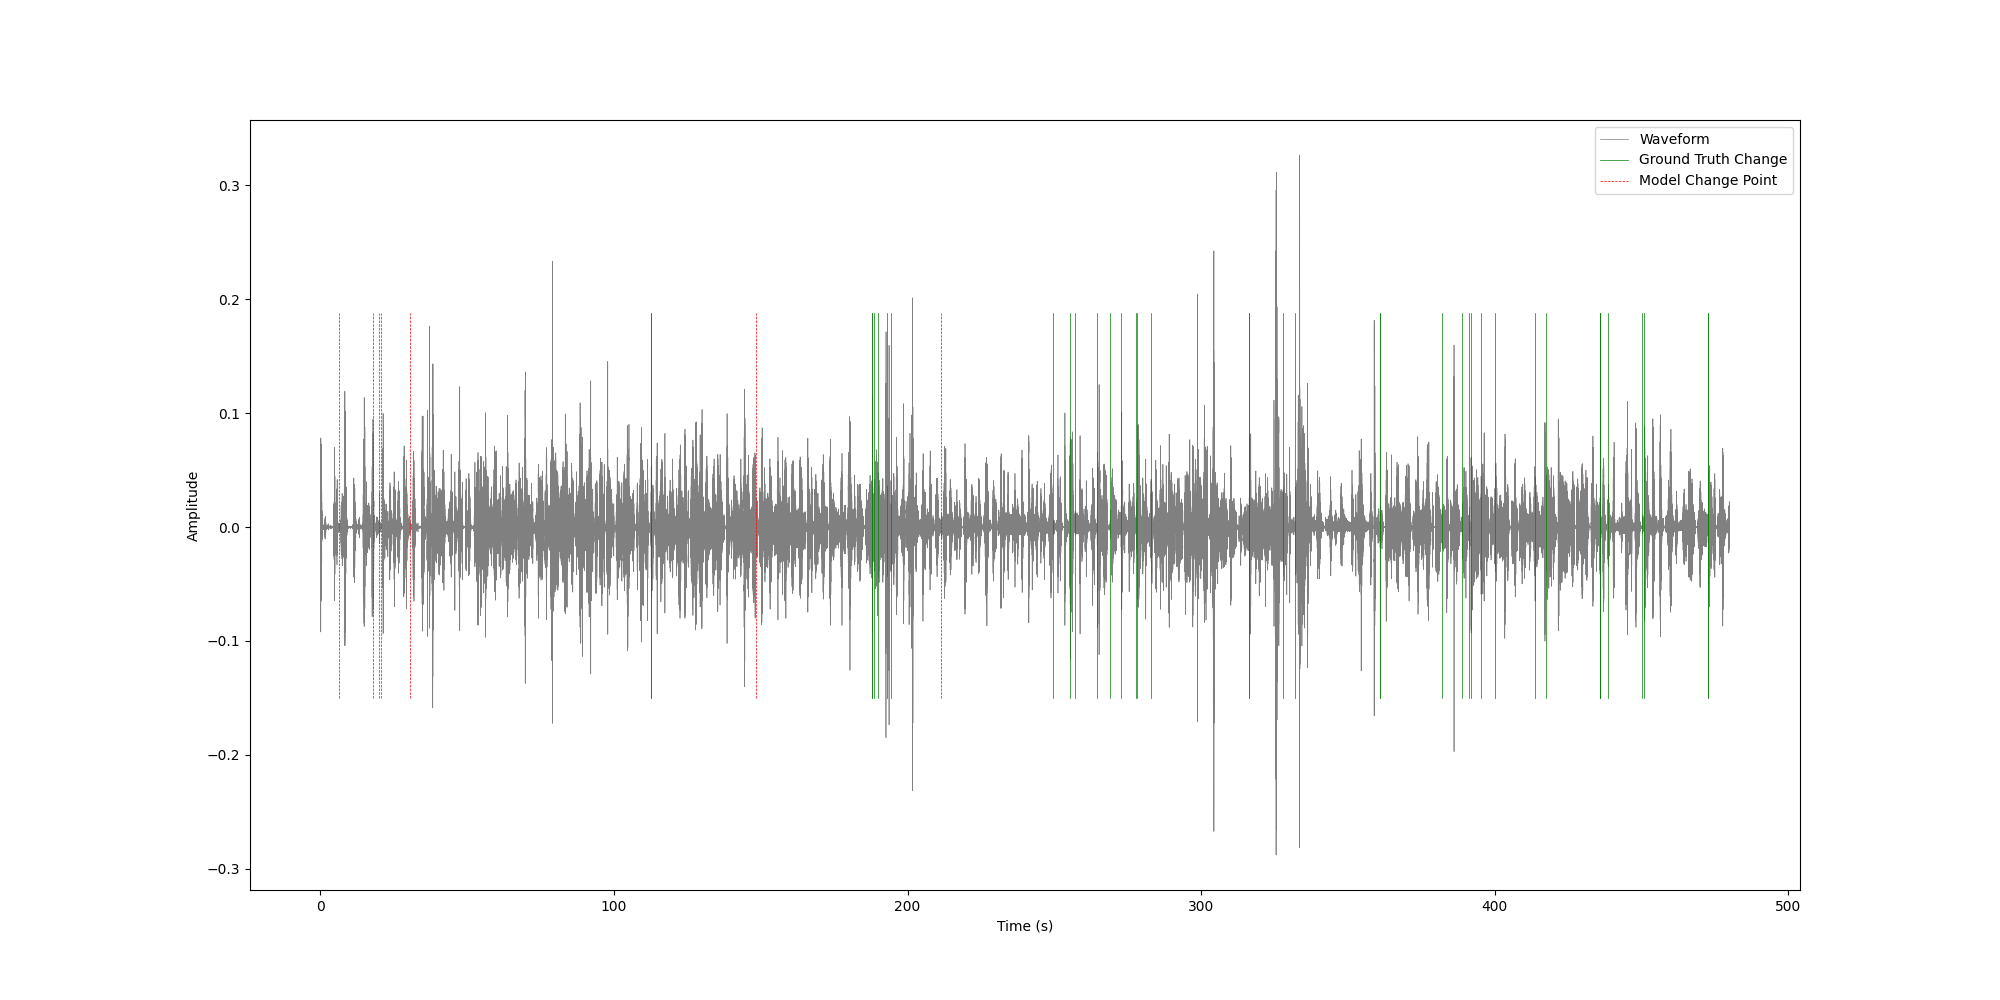 Waveform
Ground Truth Change
Model Change Point
0.3
0.2
0.1
0.0
−0.1
−0.2
−0.3
Amplitude
0 100 200 300 400 500
Time (s)